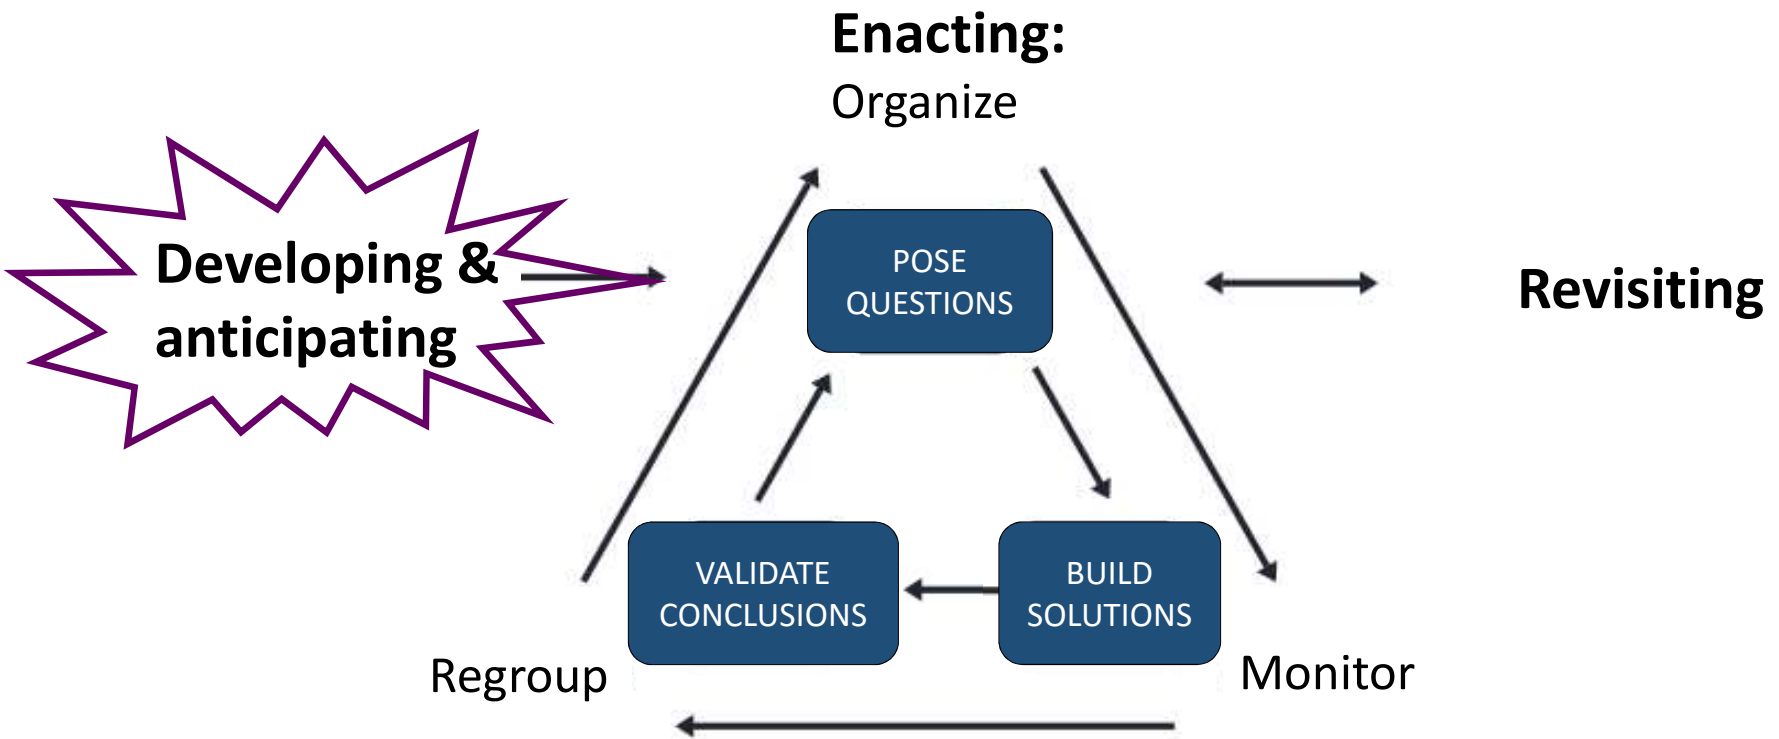 Enacting:
Organize
Developing &
anticipating
POSE
QUESTIONS
Revisiting
VALIDATE
CONCLUSIONS
BUILD
SOLUTIONS
Regroup
Monitor